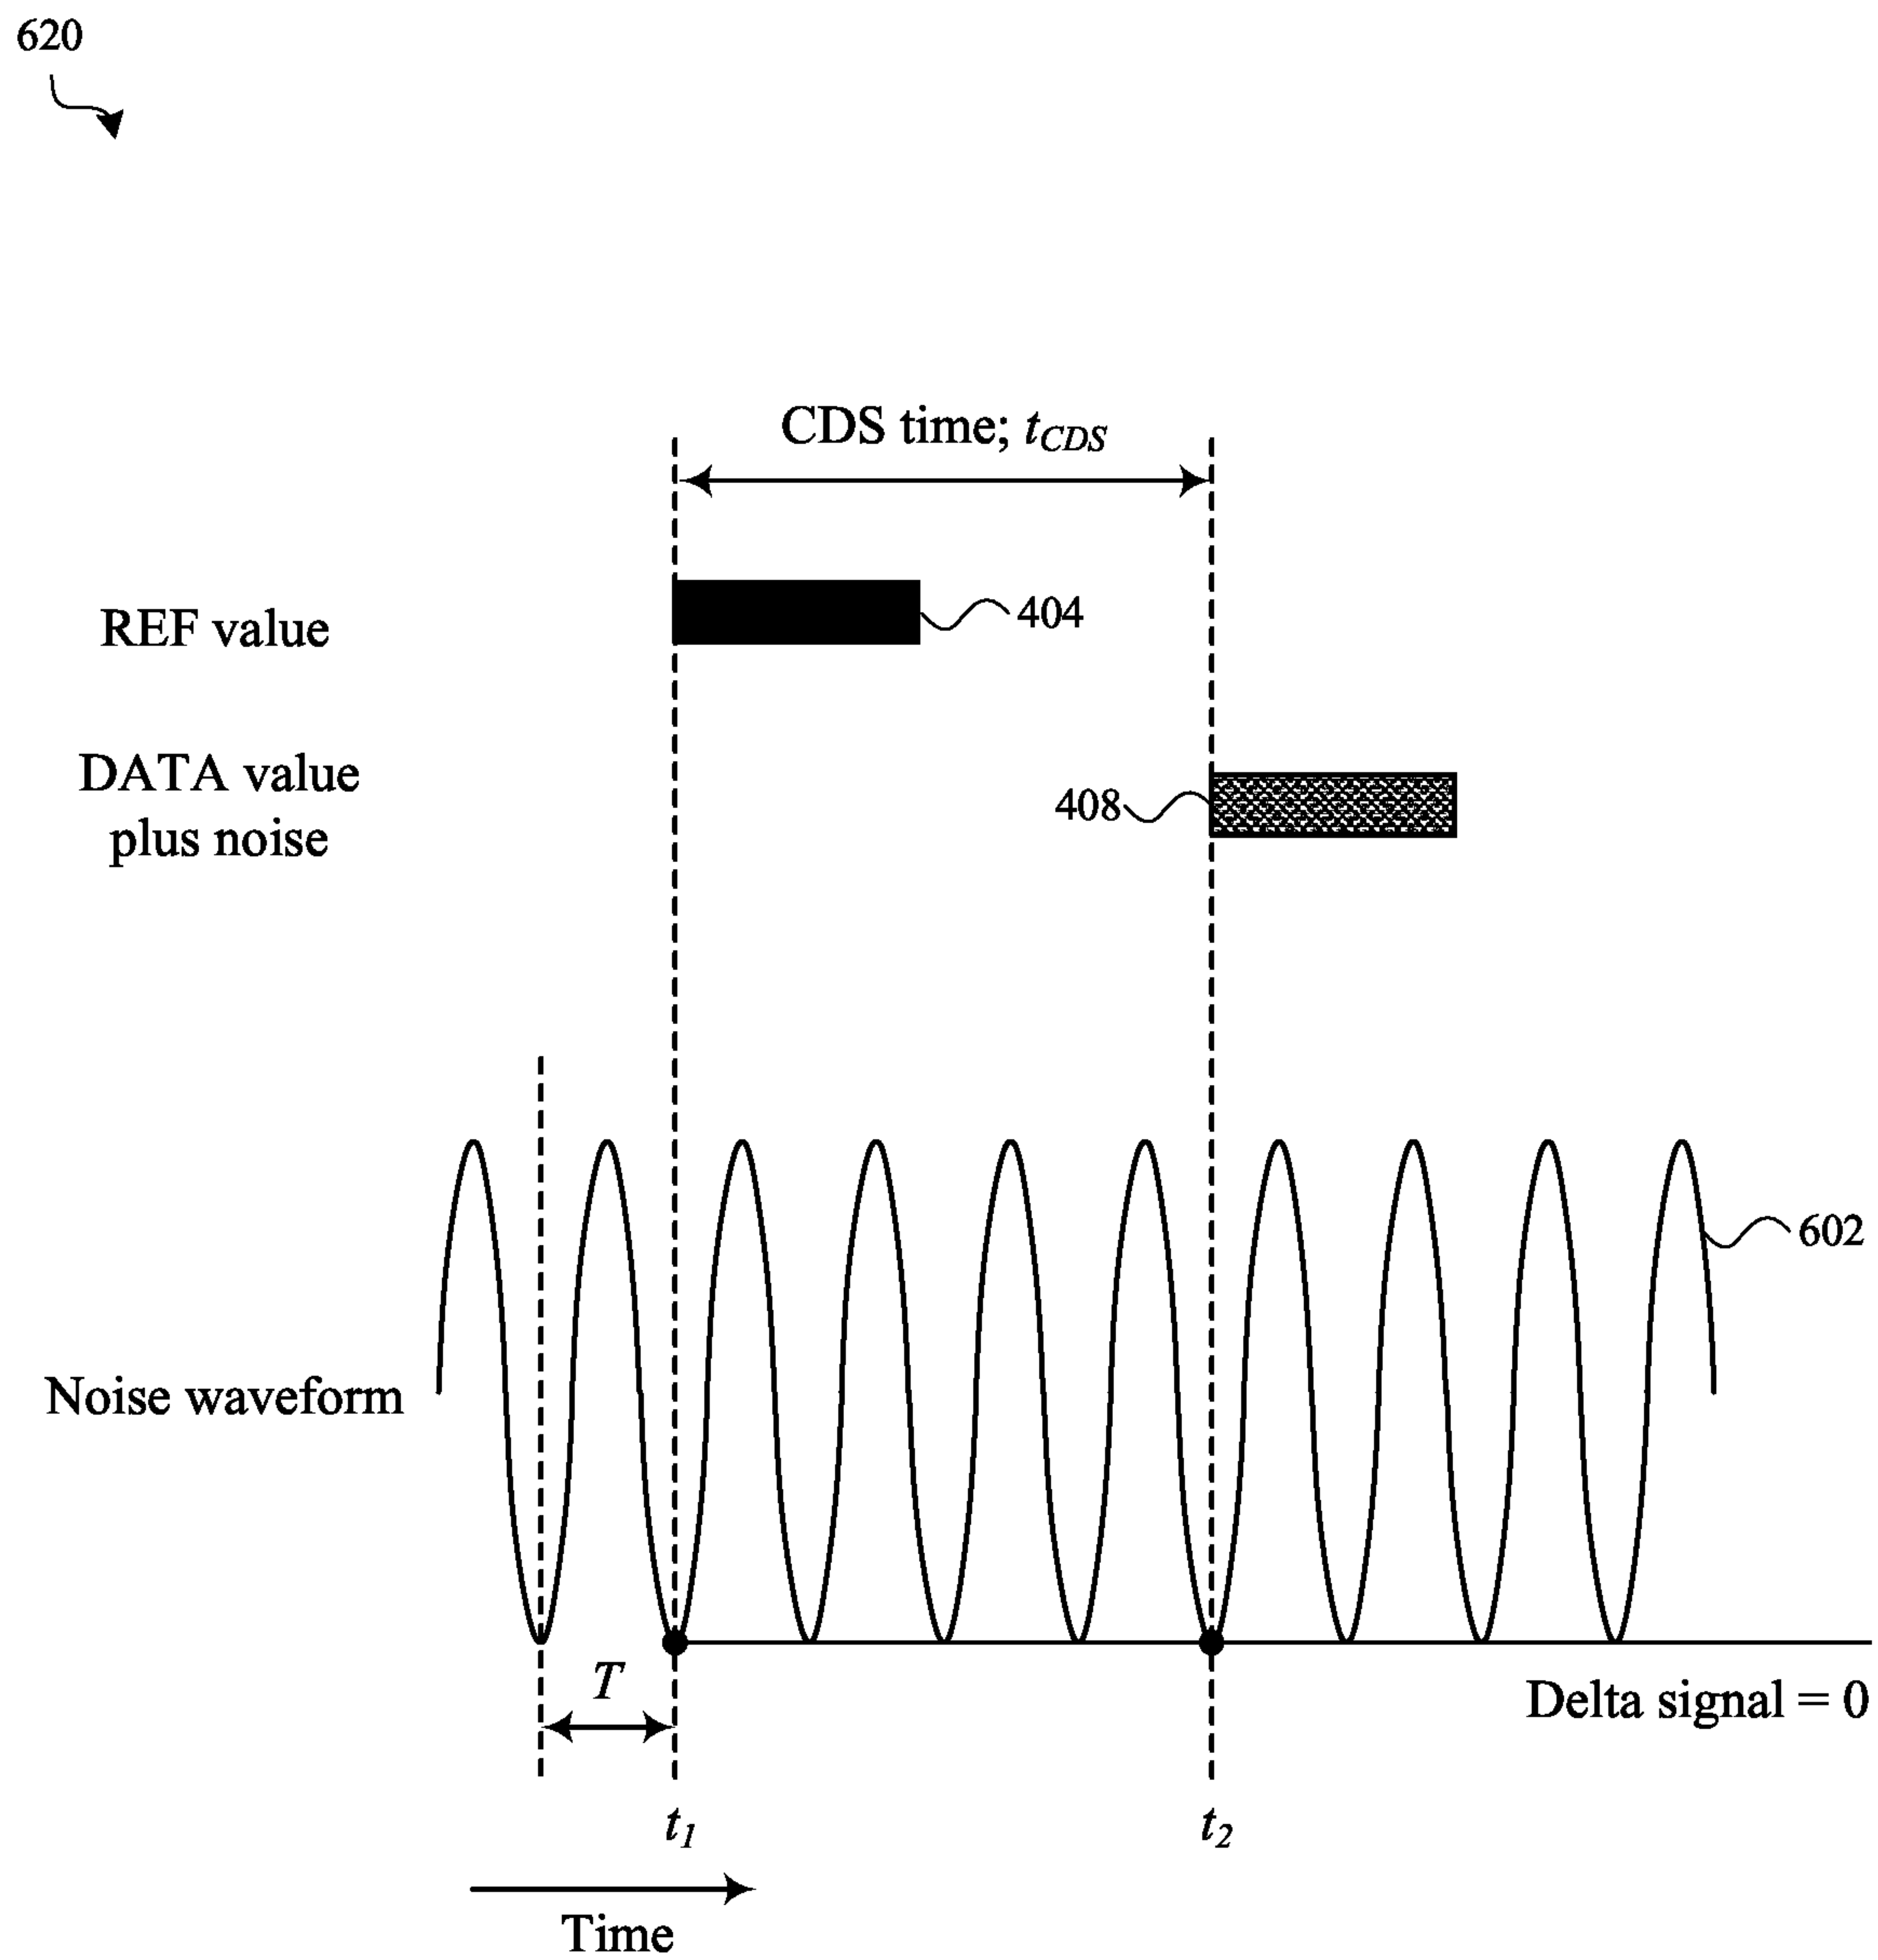 620
CDS time; tCDS
REF value
404
DATA value
plus noise
408
602
Noise waveform
T
Delta signal = 0
t1
t2
Time